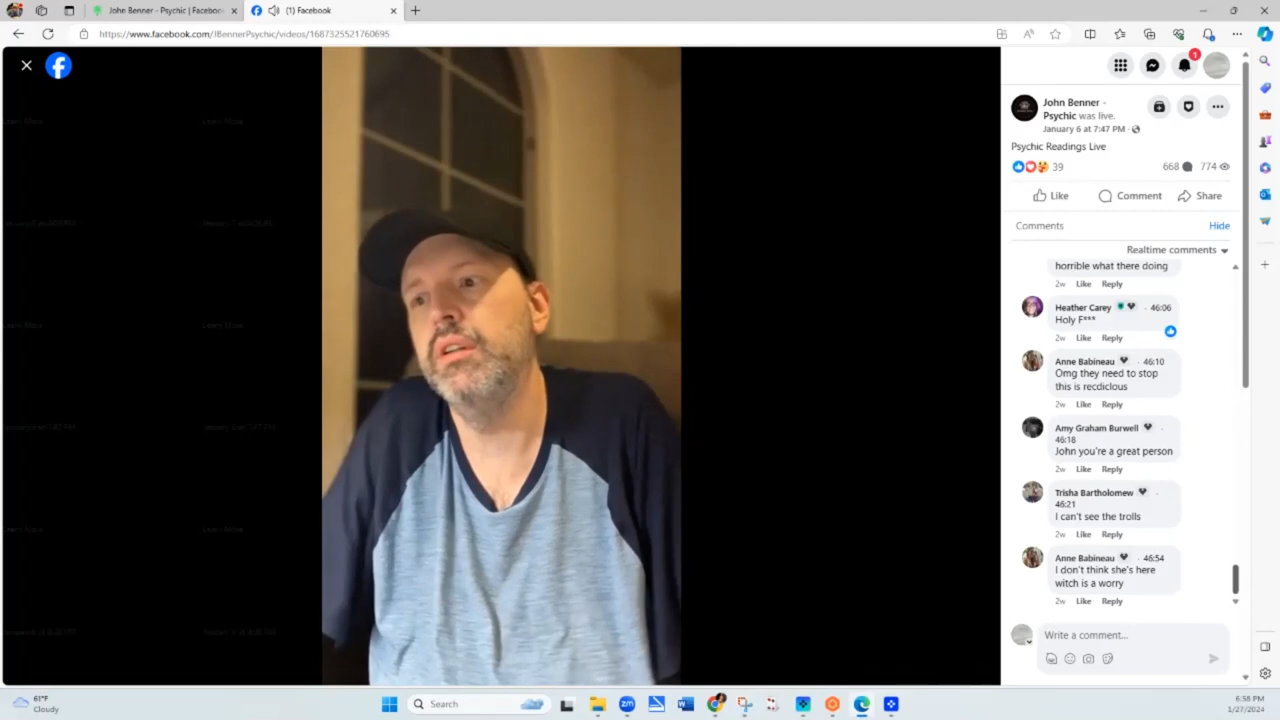 John Benner - Psychic | Faceboo
(1) Facebook
https://www.facebook.com/JBennerPsychic/videos/1687325521760695
1
John Benner -
Psychic was live.
January 6 at 7:47 PM ·
Psychic Readings Live
39
668
774
Like
Comment
Share
Comments
Hide
Realtime comments
horrible what there doing
2w Like Reply
Heather Carey · 46:06
Holy F***
2w Like Reply
Anne Babineau · 46:10
Omg they need to stop
this is recdiclous
2w Like Reply
Amy Graham Burwell ·
46:18
John you're a great person
2w Like Reply
Trisha Bartholomew ·
46:21
I can't see the trolls
2w Like Reply
Anne Babineau · 46:54
I don't think she's here
witch is a worry
2w Like Reply
Write a comment...
61°F
Cloudy
Search
zm
6:58 PM
1/27/2024